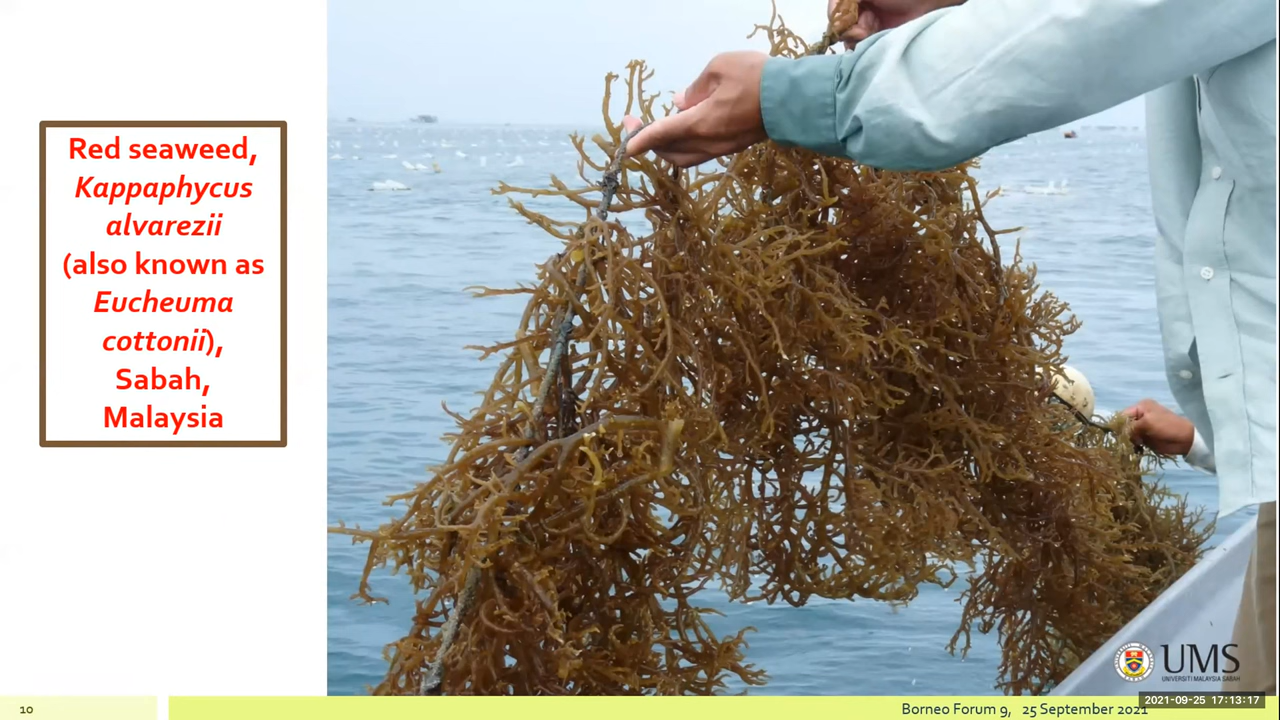 Red seaweed,
Kappaphycus
alvarezii
(also known as
Eucheuma
cottonii),
Sabah,
Malaysia
UMS
UNIVERSITI MALAYSIA SABAH
2021-09-25 17:13:17
10
Borneo Forum 9, 25 September 2021